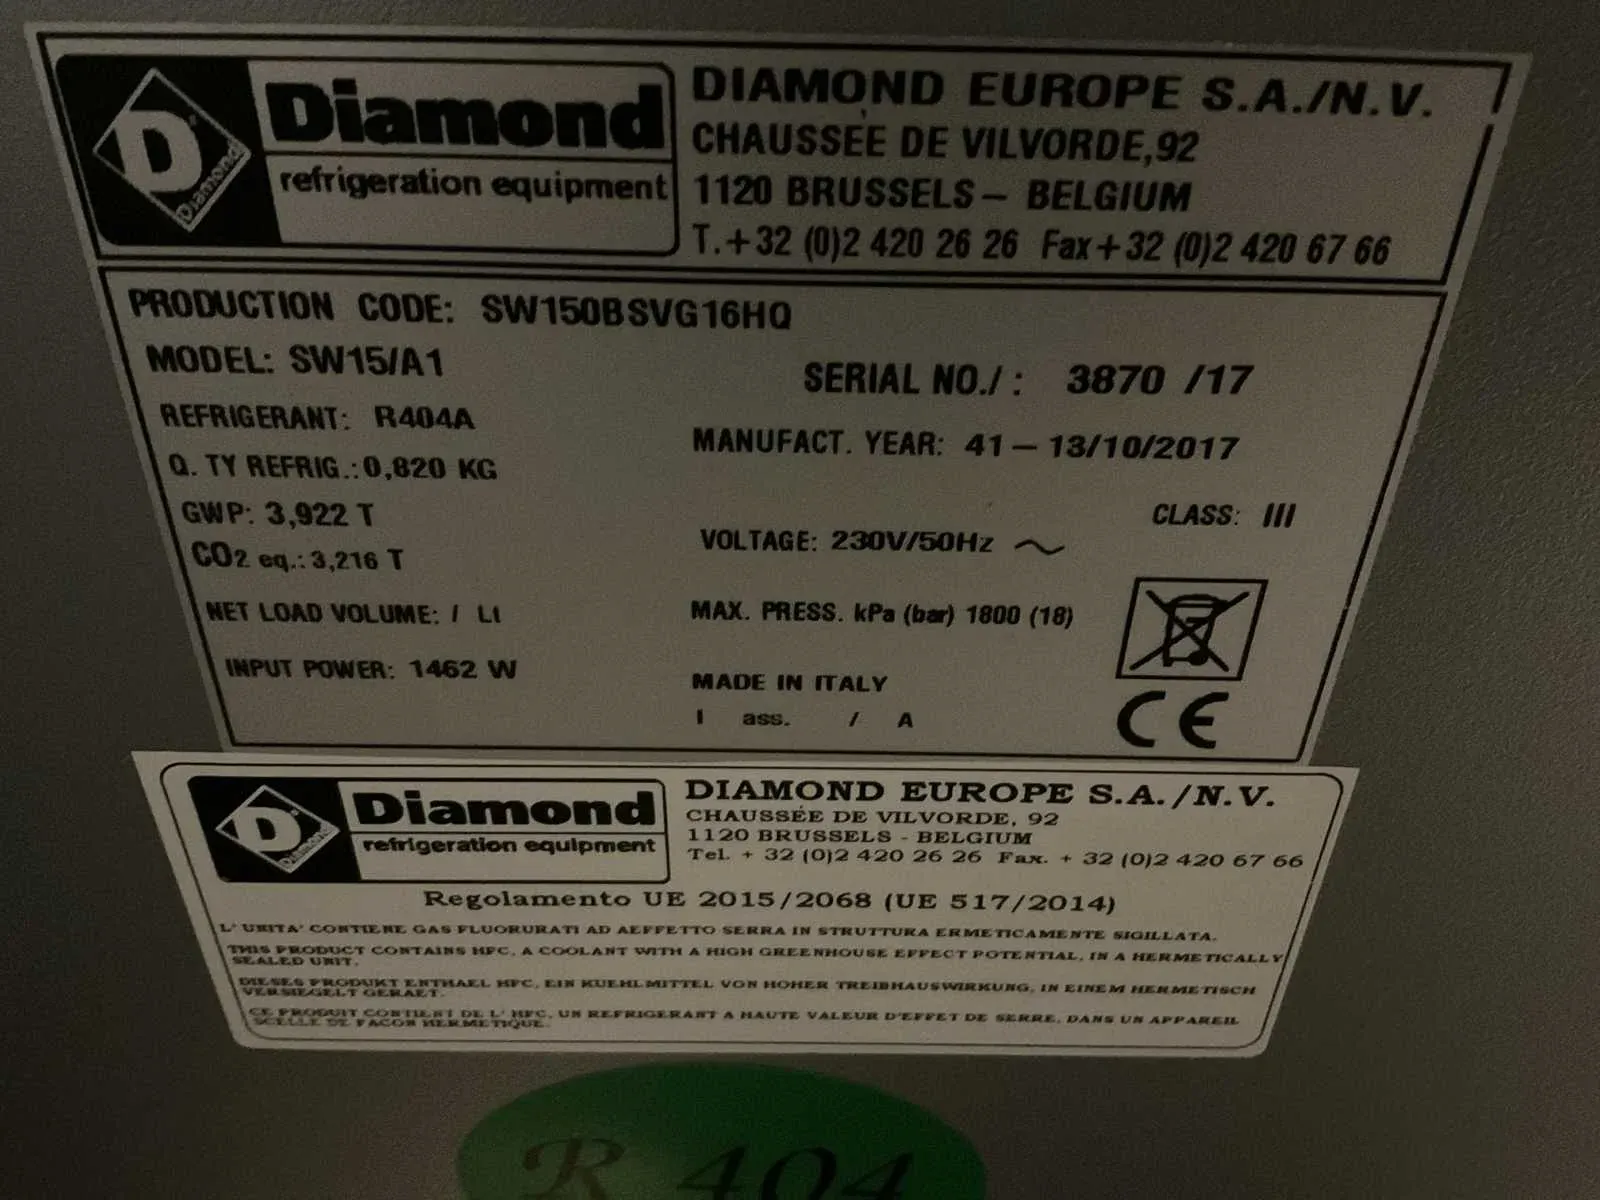 D Diamond
Diamond
refrigeration equipment
DIAMOND EUROPE S.A./N.V.
CHAUSSÉE DE VILVORDE,92
1120 BRUSSELS – BELGIUM
T.+32 (0)2 420 26 26 Fax+32 (0)2 420 67 66
PRODUCTION CODE: SW150BSVG16HQ
MODEL: SW15/A1
SERIAL NO./ : 3870 /17
REFRIGERANT: R404A
MANUFACT. YEAR: 41 – 13/10/2017
Q. TY REFRIG.: 0,820 KG
GWP: 3,922 T
CLASS: III
VOLTAGE: 230V/50Hz ~
CO2 eq.: 3,216 T
NET LOAD VOLUME: / Lt
MAX. PRESS. kPa (bar) 1800 (18)
INPUT POWER: 1462 W
MADE IN ITALY
I ass. / A
CE
D Diamond
Diamond
refrigeration equipment
DIAMOND EUROPE S.A./N.V.
CHAUSSÉE DE VILVORDE, 92
1120 BRUSSELS - BELGIUM
Tel. + 32 (0)2 420 26 26 Fax. + 32 (0)2 420 67 66
Regolamento UE 2015/2068 (UE 517/2014)
L' UNITA' CONTIENE GAS FLUORURATI AD AEFFETTO SERRA IN STRUTTURA ERMETICAMENTE SIGILLATA.
THIS PRODUCT CONTAINS HFC, A COOLANT WITH A HIGH GREENHOUSE EFFECT POTENTIAL, IN A HERMETICALLY
SEALED UNIT.
DIESES PRODUKT ENTHAEL HFC, EIN KUEHLMITTEL VON HOHER TREIBHAUSWIRKUNG, IN EINEM HERMETISCH
VERSIEGELT GERAET.
CE PRODUIT CONTIENT DE L' HFC, UN REFRIGERANT A HAUTE VALEUR D'EFFET DE SERRE, DANS UN APPAREIL
SCELLE DE FACON HERMETIQUE.
R 404